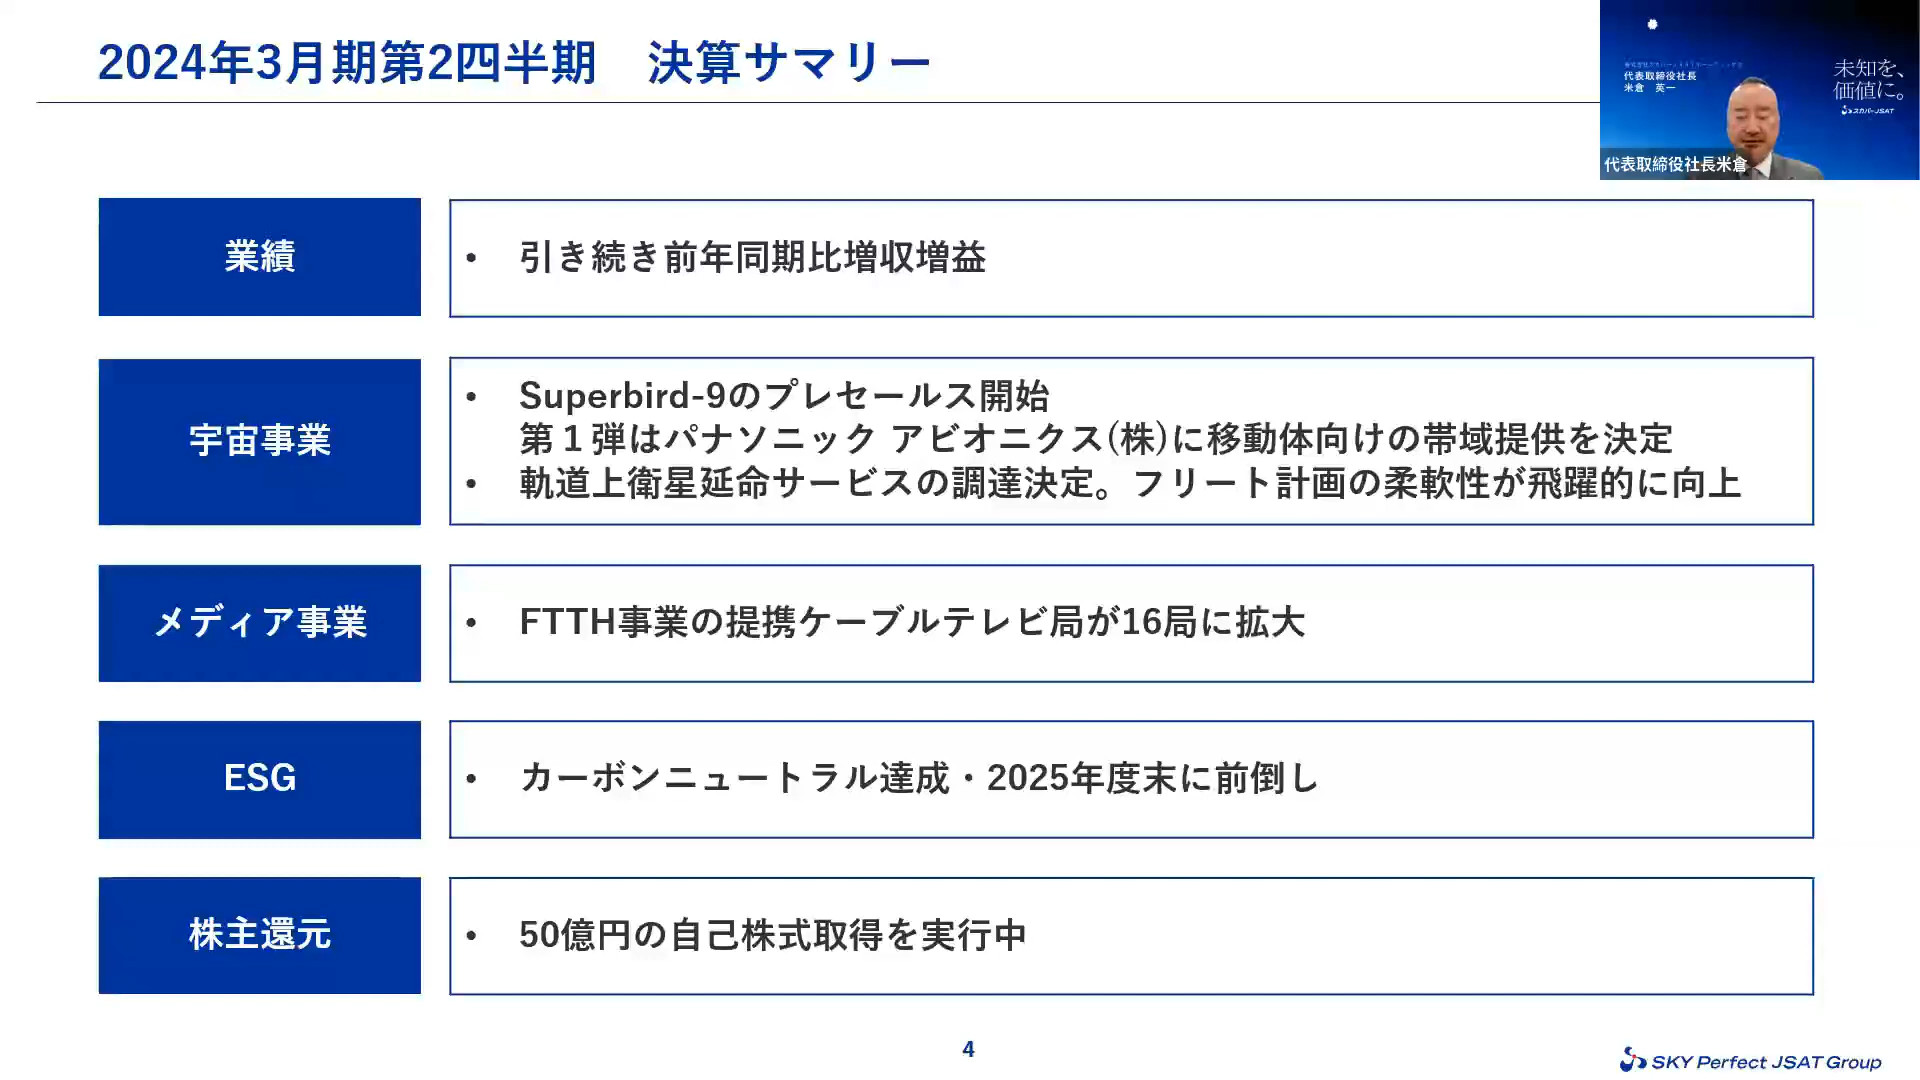 2024年3月期第2四半期　決算サマリー
代表取締役社長
米倉　英一
未知を、
価値に。
スカパーJSAT
代表取締役社長米倉
業績
• 引き続き前年同期比増収増益
宇宙事業
• Superbird-9のプレセールス開始
第１弾はパナソニック アビオニクス(株)に移動体向けの帯域提供を決定
• 軌道上衛星延命サービスの調達決定。フリート計画の柔軟性が飛躍的に向上
メディア事業
• FTTH事業の提携ケーブルテレビ局が16局に拡大
ESG
• カーボンニュートラル達成・2025年度末に前倒し
株主還元
• 50億円の自己株式取得を実行中
4
SKY Perfect JSAT Group